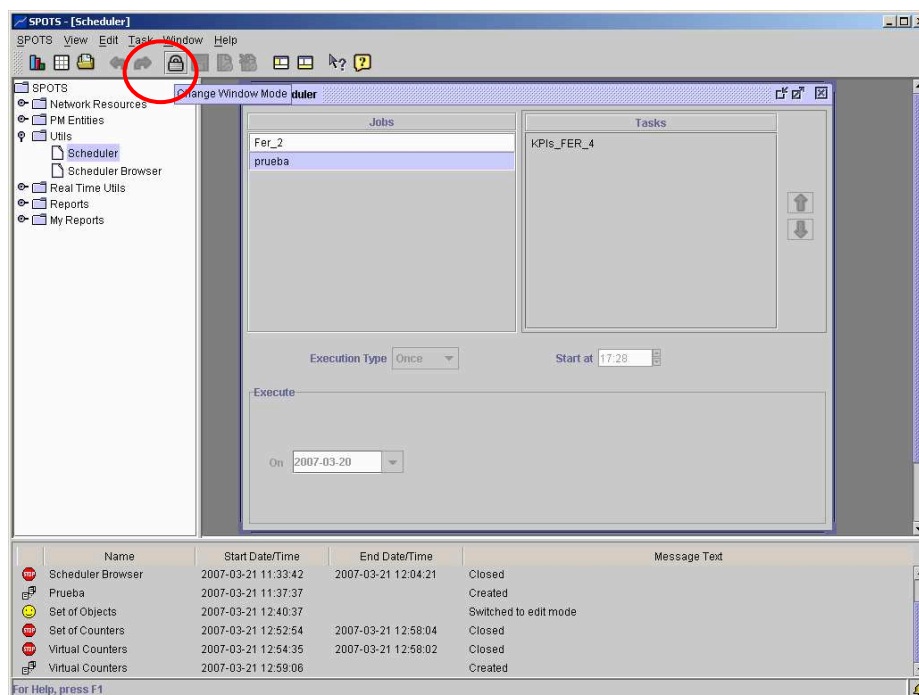 SPOTS - [Scheduler]
SPOTS View Edit Task Window Help
Change Window Mode
duler
SPOTS
Network Resources
PM Entities
Utils
Scheduler
Scheduler Browser
Real Time Utils
Reports
My Reports
Jobs
Fer_2
prueba
Tasks
KPIs_FER_4
Execution Type Once
Start at 17:28
Execute
On 2007-03-20
Name Start Date/Time End Date/Time Message Text
STOP Scheduler Browser 2007-03-21 11:33:42 2007-03-21 12:04:21 Closed
Prueba 2007-03-21 11:37:37 Created
Set of Objects 2007-03-21 12:40:37 Switched to edit mode
STOP Set of Counters 2007-03-21 12:52:54 2007-03-21 12:58:04 Closed
STOP Virtual Counters 2007-03-21 12:54:35 2007-03-21 12:58:02 Closed
Virtual Counters 2007-03-21 12:59:06 Created
For Help, press F1